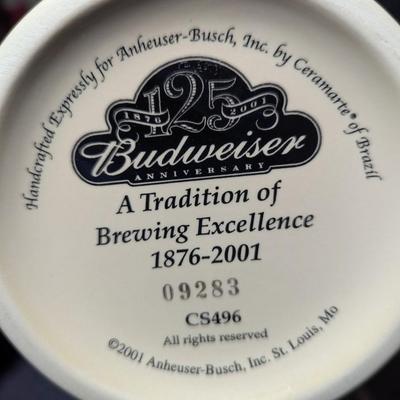 Handcrafted Expressly for Anheuser-Busch, Inc. by Ceramarte® of Brazil
125
1876 2001
Budweiser
ANNIVERSARY
A Tradition of
Brewing Excellence
1876-2001
09283
CS496
All rights reserved
©2001 Anheuser-Busch, Inc. St. Louis, Mo